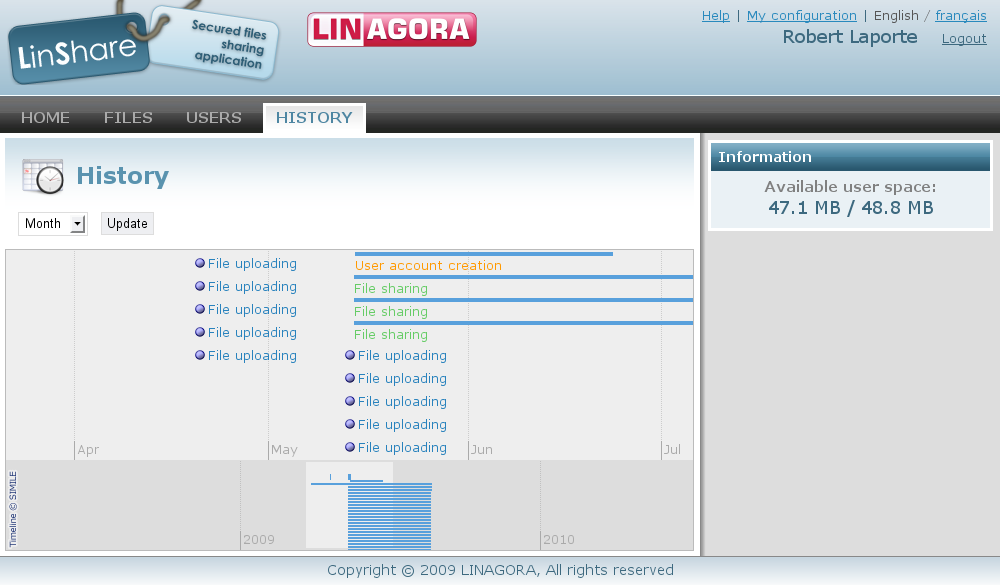 LinShare
Secured files
sharing
application
LINAGORA
Help | My configuration | English / français
Robert Laporte Logout
HOME FILES USERS HISTORY
History
Month Update
Information
Available user space:
47.1 MB / 48.8 MB
File uploading
File uploading
File uploading
File uploading
File uploading
User account creation
File sharing
File sharing
File sharing
File uploading
File uploading
File uploading
File uploading
File uploading
Apr May Jun Jul
Timeline © SIMILE
2009 2010
Copyright © 2009 LINAGORA, All rights reserved